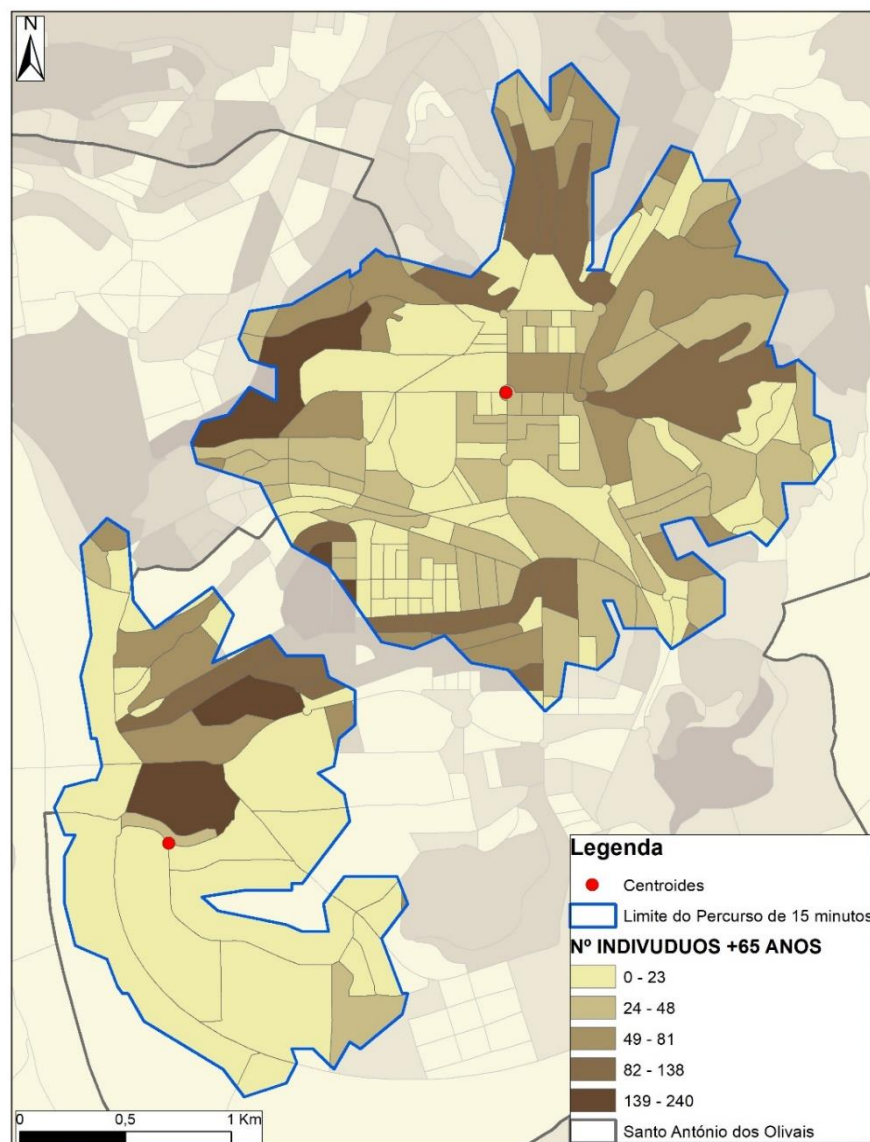 N
Legenda
Centroides
Limite do Percurso de 15 minutos
Nº INDIVUDUOS +65 ANOS
0 - 23
24 - 48
49 - 81
82 - 138
139 - 240
Santo António dos Olivais
0 0,5 1 Km